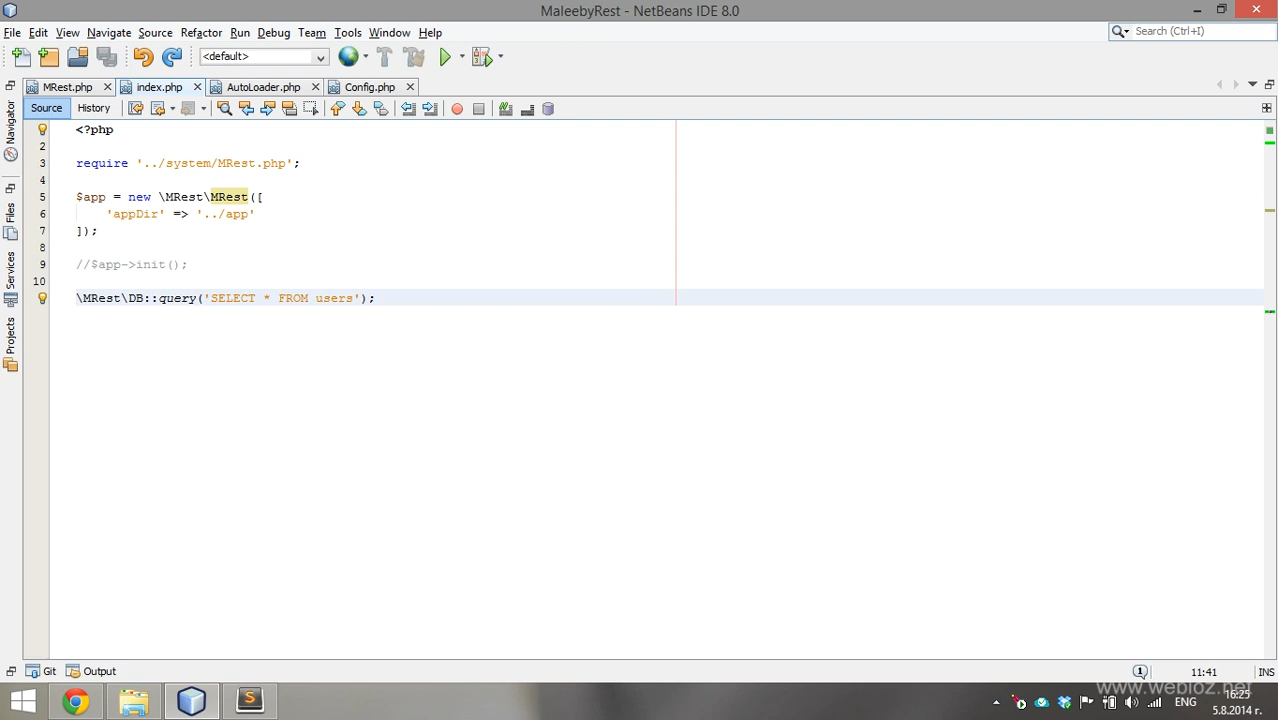 MaleebyRest - NetBeans IDE 8.0
File Edit View Navigate Source Refactor Run Debug Team Tools Window Help
Search (Ctrl+I)
<default>
MRest.php index.php AutoLoader.php Config.php
Source History
Navigator
Files
Services
Projects
<?php
2
3 require '../system/MRest.php';
4
5 $app = new \MRest\MRest([
6 'appDir' => '../app'
7 ]);
8
9 //$app->init();
10
\MRest\DB::query('SELECT * FROM users');
Git Output
1
11:41 INS
www.webloz.net
ENG
16:25
5.8.2014 г.